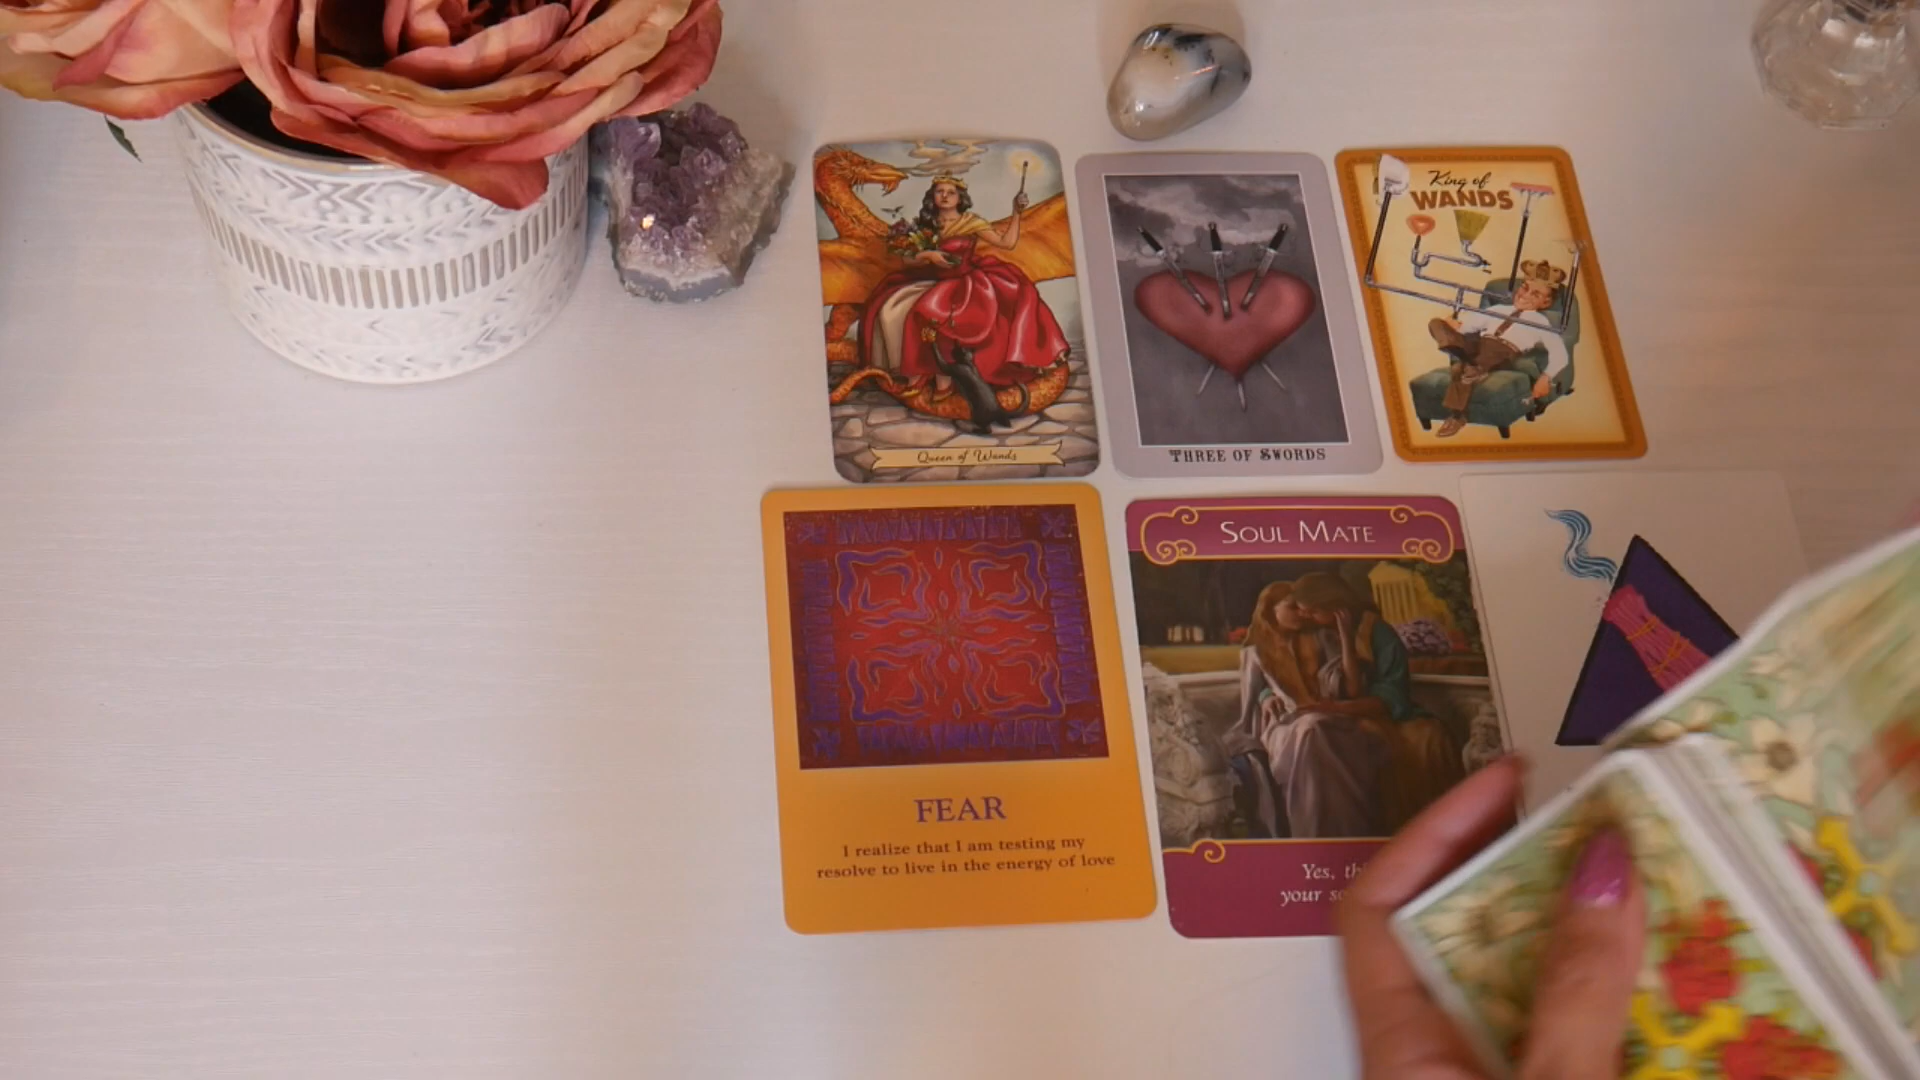 King of
WANDS
Queen of Wands
THREE OF SWORDS
SOUL MATE
FEAR
I realize that I am testing my
resolve to live in the energy of love
Yes,
your